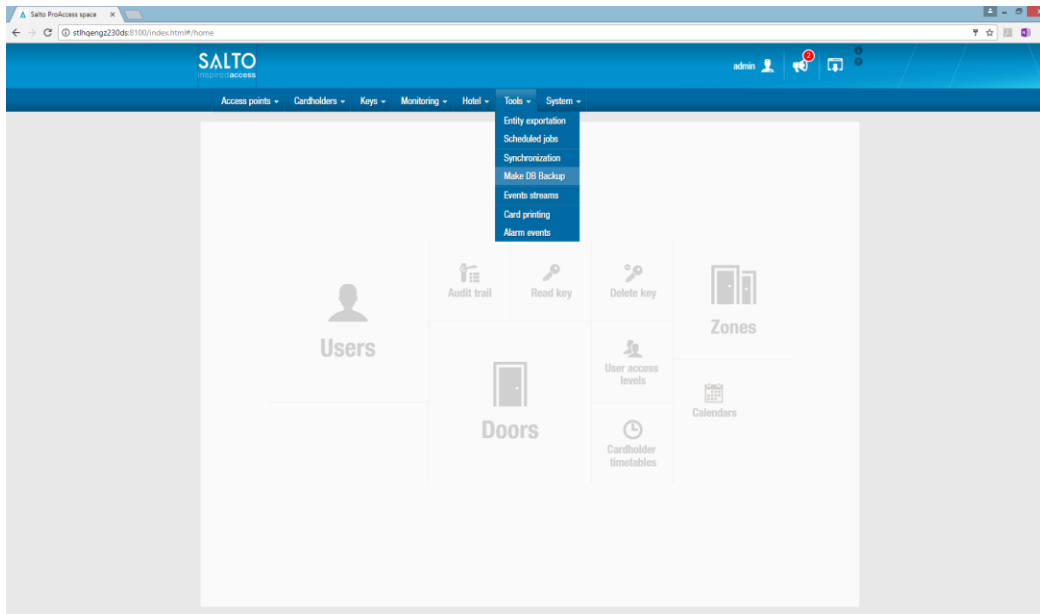 Salto ProAccess space
stlhqengz230ds:8100/index.html#/home
SALTO
inspiredaccess
admin
2
Access points Cardholders Keys Monitoring Hotel Tools System
Entity exportation
Scheduled jobs
Synchronization
Make DB Backup
Events streams
Card printing
Alarm events
Audit trail Read key Delete key
Users
Zones
User access
levels
Doors
Calendars
Cardholder
timetables